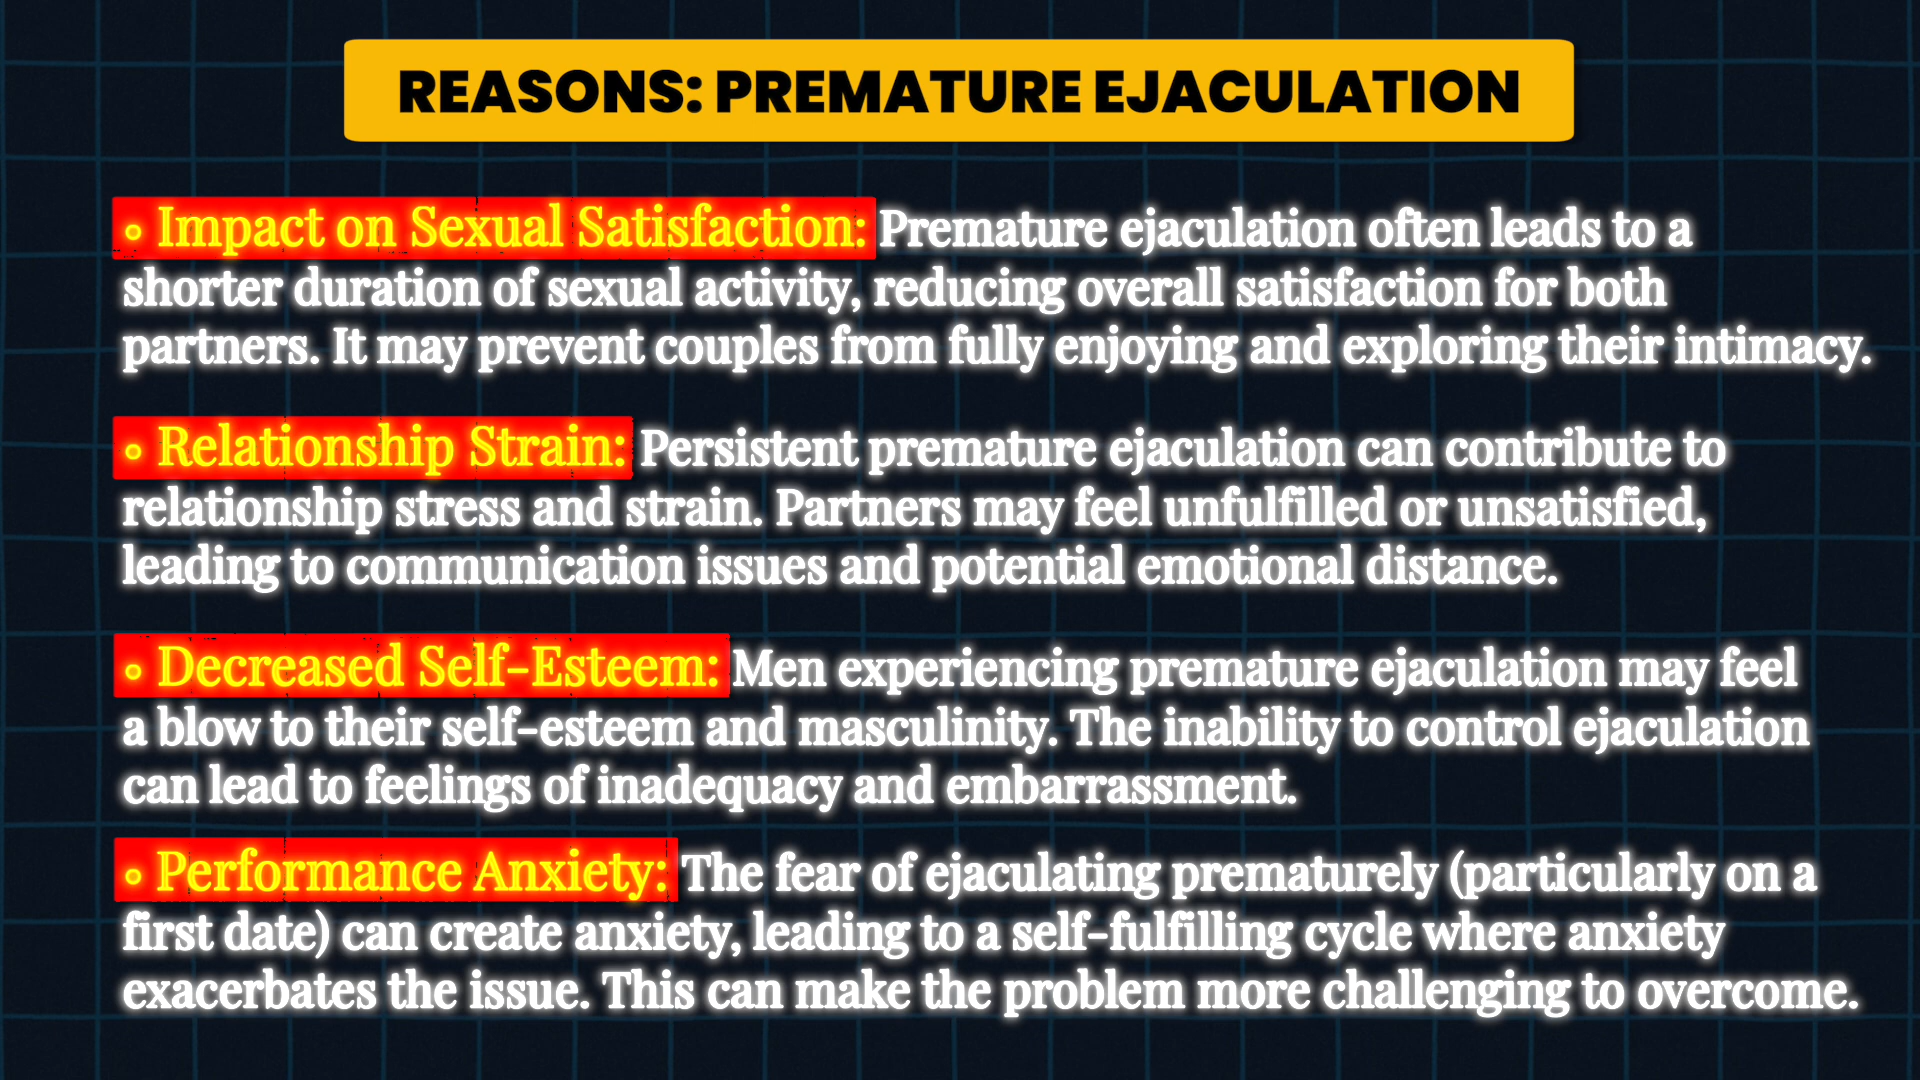 REASONS: PREMATURE EJACULATION
◦ Impact on Sexual Satisfaction: Premature ejaculation often leads to a
shorter duration of sexual activity, reducing overall satisfaction for both
partners. It may prevent couples from fully enjoying and exploring their intimacy.
◦ Relationship Strain: Persistent premature ejaculation can contribute to
relationship stress and strain. Partners may feel unfulfilled or unsatisfied,
leading to communication issues and potential emotional distance.
◦ Decreased Self-Esteem: Men experiencing premature ejaculation may feel
a blow to their self-esteem and masculinity. The inability to control ejaculation
can lead to feelings of inadequacy and embarrassment.
◦ Performance Anxiety: The fear of ejaculating prematurely (particularly on a
first date) can create anxiety, leading to a self-fulfilling cycle where anxiety
exacerbates the issue. This can make the problem more challenging to overcome.